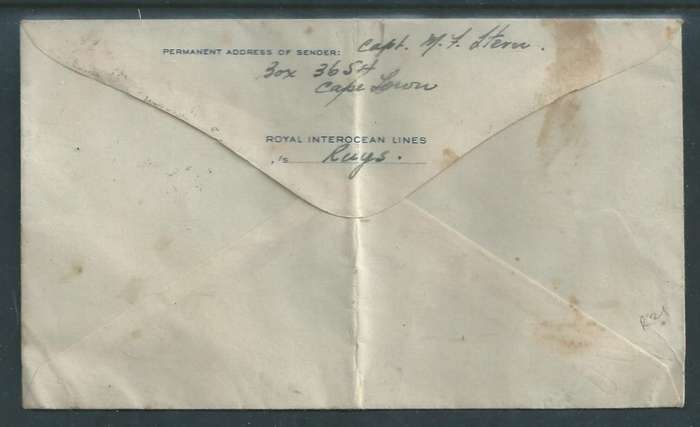 PERMANENT ADDRESS OF SENDER: Capt. M. F. Stern.
Box 3654
Cape Town
ROYAL INTEROCEAN LINES
,, Ruys.